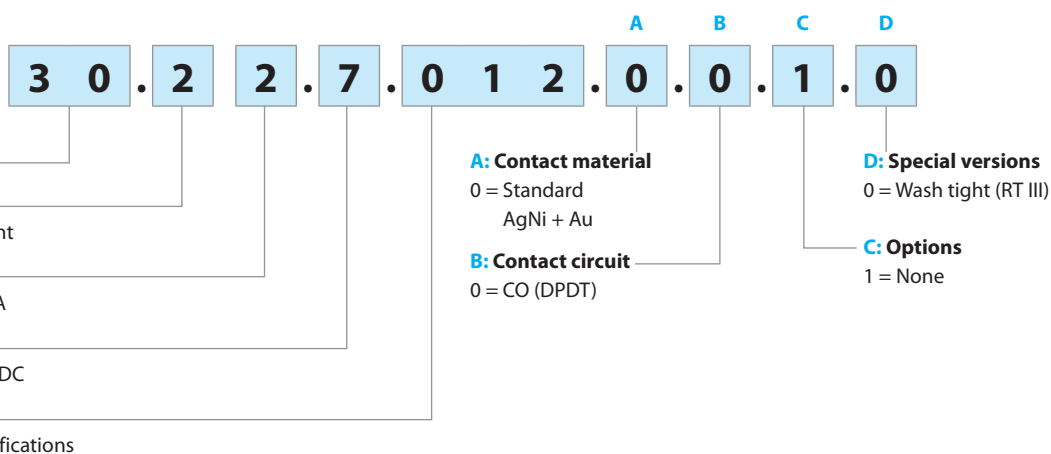 A B C D
3 0 . 2 2 . 7 . 0 1 2 . 0 . 0 . 1 . 0
A: Contact material
0 = Standard
AgNi + Au
B: Contact circuit
0 = CO (DPDT)
D: Special versions
0 = Wash tight (RT III)
C: Options
1 = None
nt
A
DC
fications